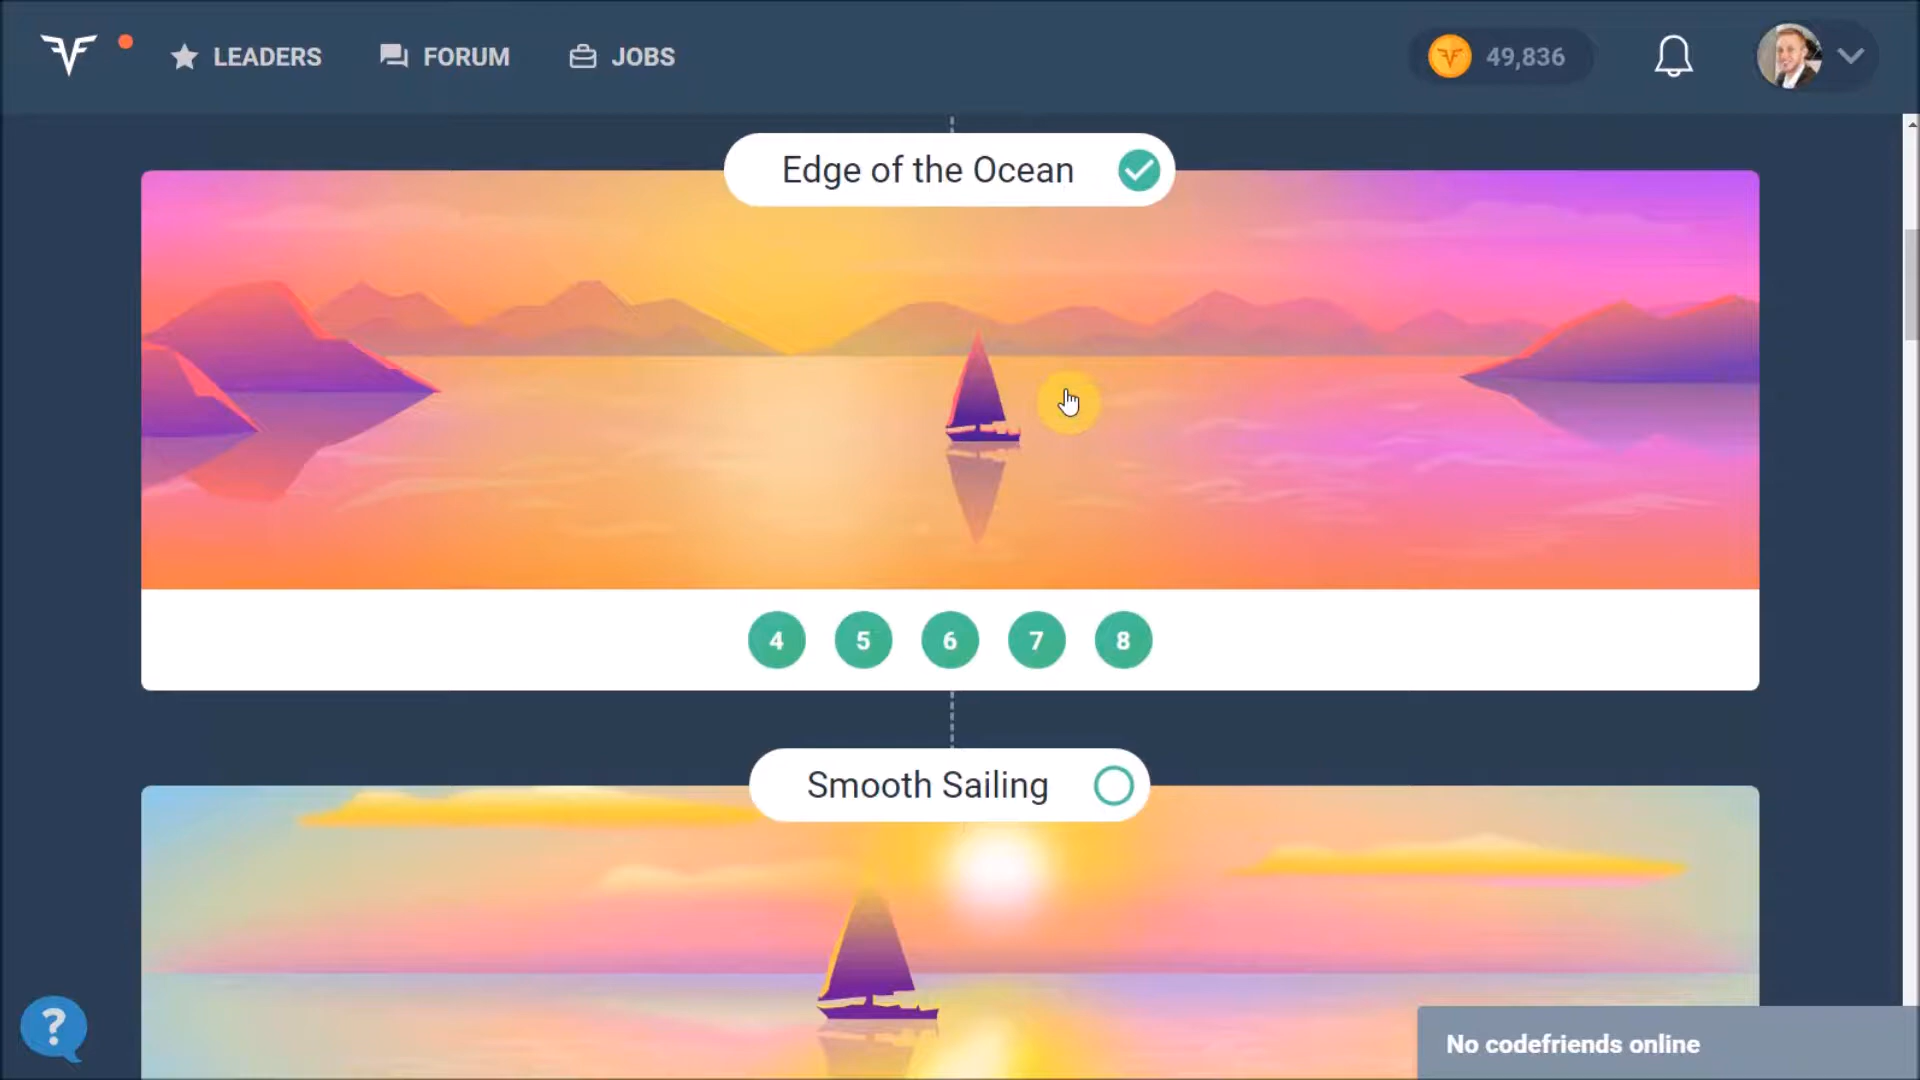 LEADERS
FORUM
JOBS
49,836
Edge of the Ocean
4 5 6 7 8
Smooth Sailing
?
No codefriends online